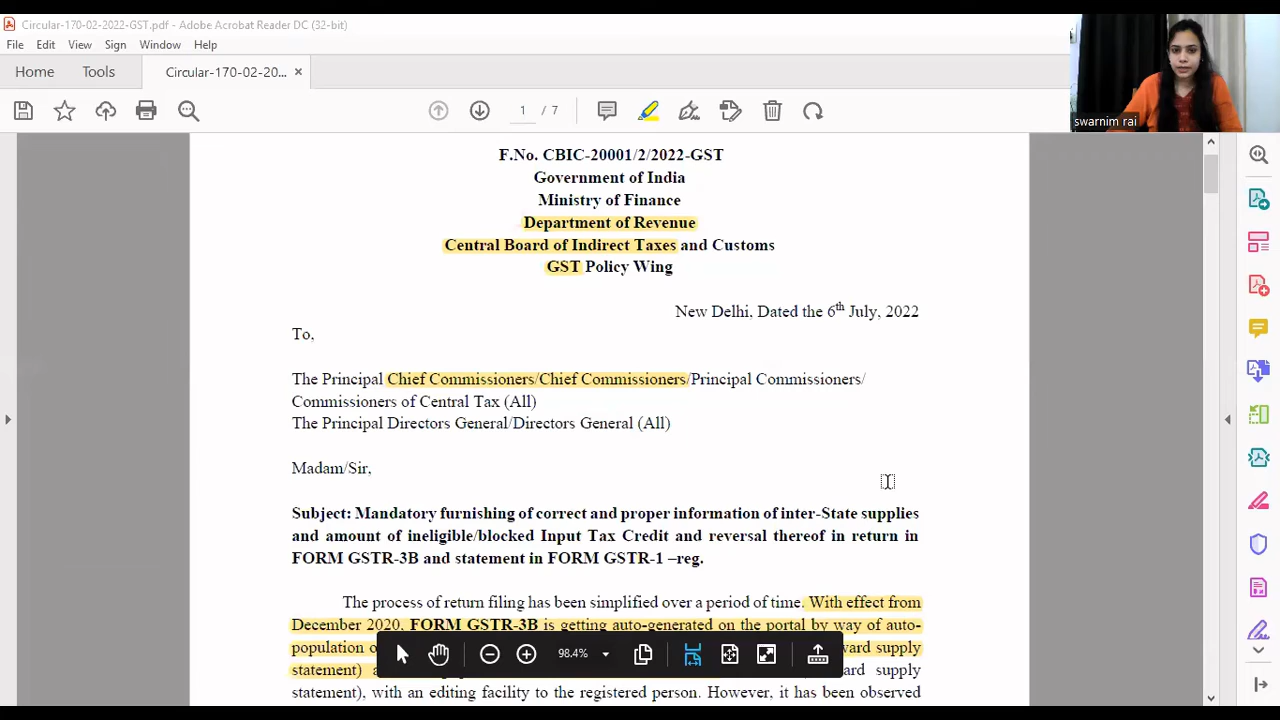 Circular-170-02-2022-GST.pdf - Adobe Acrobat Reader DC (32-bit)
File Edit View Sign Window Help
Home Tools Circular-170-02-20... ×
1 / 7
swarnim rai
F.No. CBIC-20001/2/2022-GST
Government of India
Ministry of Finance
Department of Revenue
Central Board of Indirect Taxes and Customs
GST Policy Wing
New Delhi, Dated the 6th July, 2022
To,
The Principal Chief Commissioners/Chief Commissioners/Principal Commissioners/
Commissioners of Central Tax (All)
The Principal Directors General/Directors General (All)
Madam/Sir,
Subject: Mandatory furnishing of correct and proper information of inter-State supplies
and amount of ineligible/blocked Input Tax Credit and reversal thereof in return in
FORM GSTR-3B and statement in FORM GSTR-1 –reg.
The process of return filing has been simplified over a period of time. With effect from
December 2020, FORM GSTR-3B is getting auto-generated on the portal by way of auto-
population supply
statement) supply
statement), with an editing facility to the registered person. However, it has been observed
98.4%